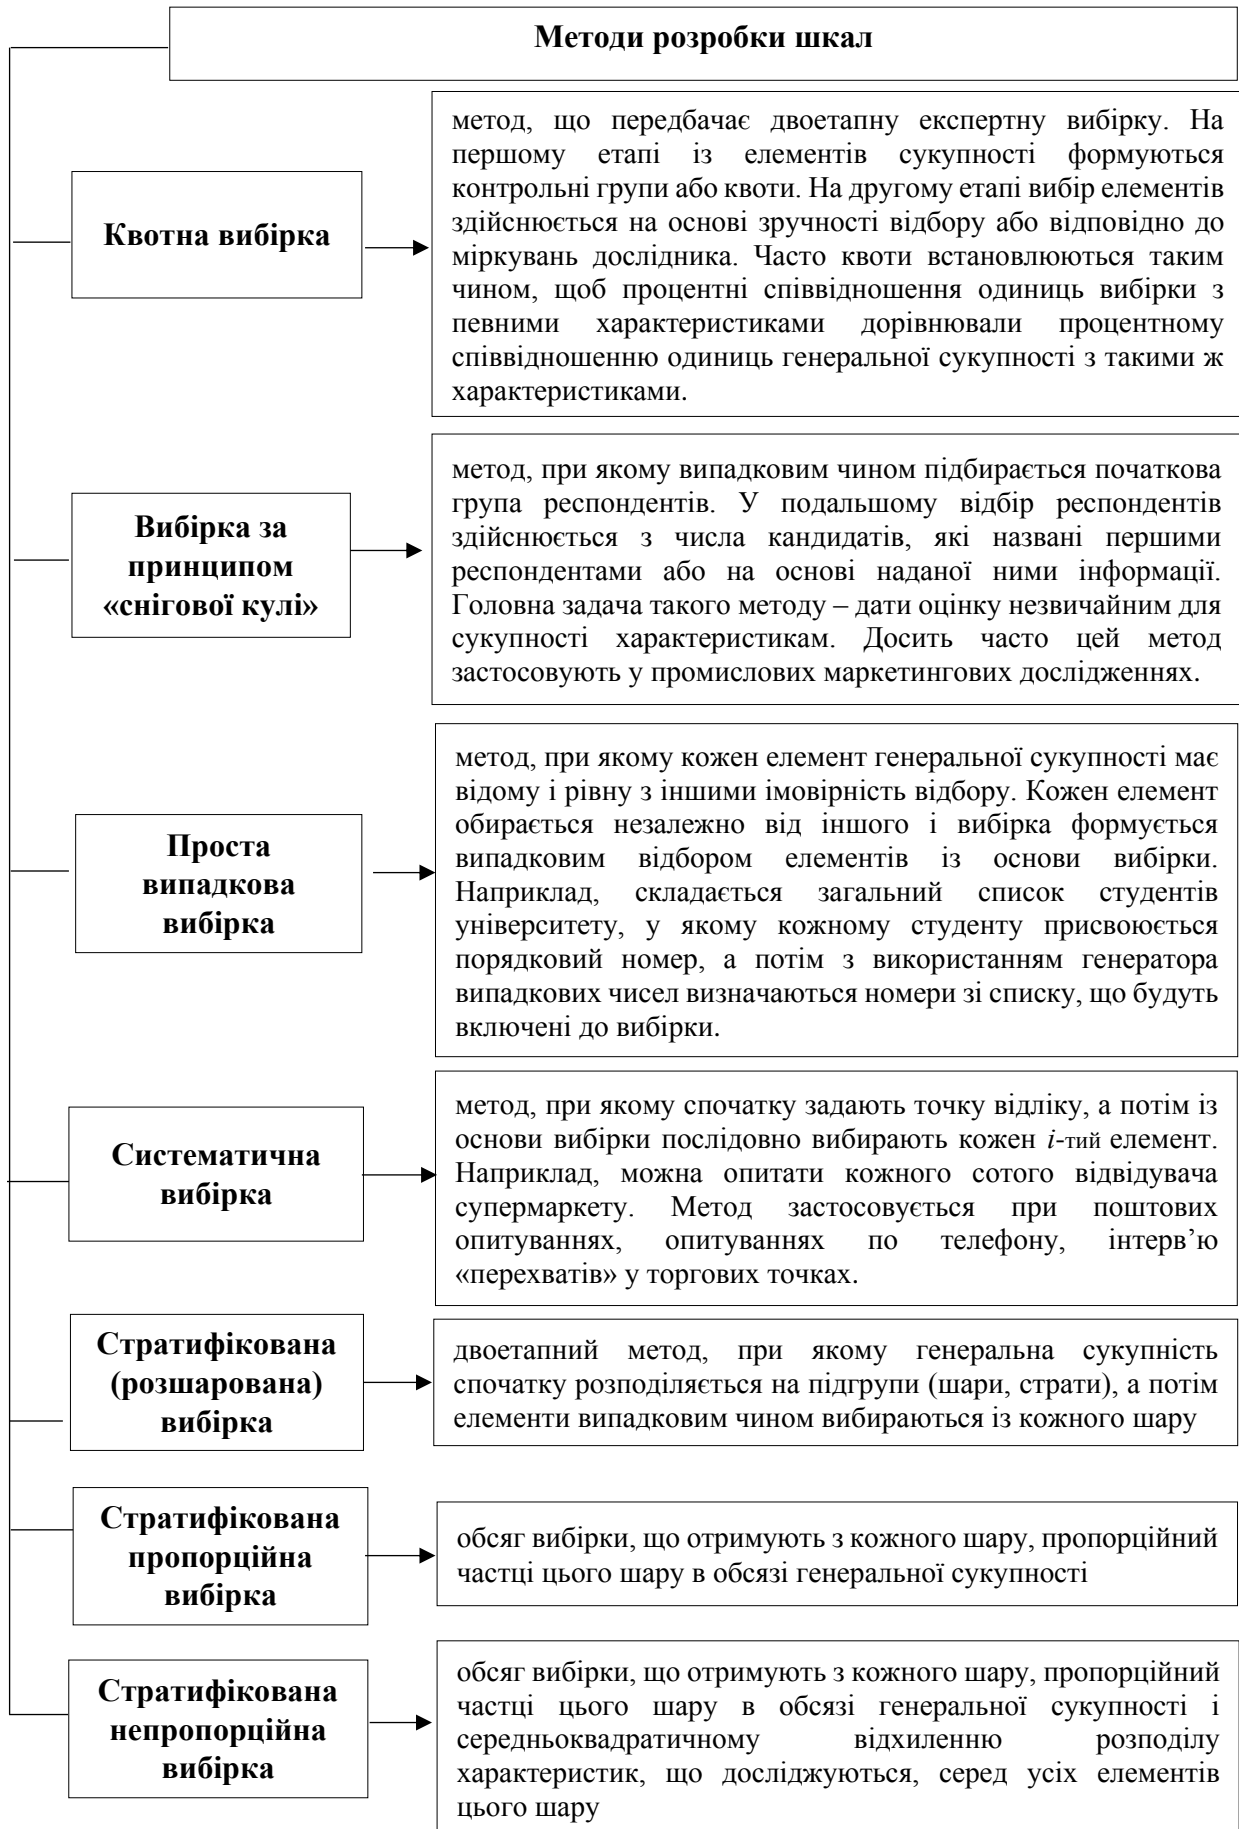 Методи розробки шкал
Квотна вибірка
метод, що передбачає двоетапну експертну вибірку. На
першому етапі із елементів сукупності формуються
контрольні групи або квоти. На другому етапі вибір елементів
здійснюється на основі зручності відбору або відповідно до
міркувань дослідника. Часто квоти встановлюються таким
чином, щоб процентні співвідношення одиниць вибірки з
певними характеристиками дорівнювали процентному
співвідношенню одиниць генеральної сукупності з такими ж
характеристиками.
Вибірка за
принципом
«снігової кулі»
метод, при якому випадковим чином підбирається початкова
група респондентів. У подальшому відбір респондентів
здійснюється з числа кандидатів, які названі першими
респондентами або на основі наданої ними інформації.
Головна задача такого методу – дати оцінку незвичайним для
сукупності характеристикам. Досить часто цей метод
застосовують у промислових маркетингових дослідженнях.
Проста
випадкова
вибірка
метод, при якому кожен елемент генеральної сукупності має
відому і рівну з іншими імовірність відбору. Кожен елемент
обирається незалежно від іншого і вибірка формується
випадковим відбором елементів із основи вибірки.
Наприклад, складається загальний список студентів
університету, у якому кожному студенту присвоюється
порядковий номер, а потім з використанням генератора
випадкових чисел визначаються номери зі списку, що будуть
включені до вибірки.
Систематична
вибірка
метод, при якому спочатку задають точку відліку, а потім із
основи вибірки послідовно вибирають кожен i-тий елемент.
Наприклад, можна опитати кожного сотого відвідувача
супермаркету. Метод застосовується при поштових
опитуваннях, опитуваннях по телефону, інтерв’ю
«перехватів» у торгових точках.
Стратифікована
(розшарована)
вибірка
двоетапний метод, при якому генеральна сукупність
спочатку розподіляється на підгрупи (шари, страти), а потім
елементи випадковим чином вибираються із кожного шару
Стратифікована
пропорційна
вибірка
обсяг вибірки, що отримують з кожного шару, пропорційний
частці цього шару в обсязі генеральної сукупності
Стратифікована
непропорційна
вибірка
обсяг вибірки, що отримують з кожного шару, пропорційний
частці цього шару в обсязі генеральної сукупності і
середньоквадратичному відхиленню розподілу
характеристик, що досліджуються, серед усіх елементів
цього шару